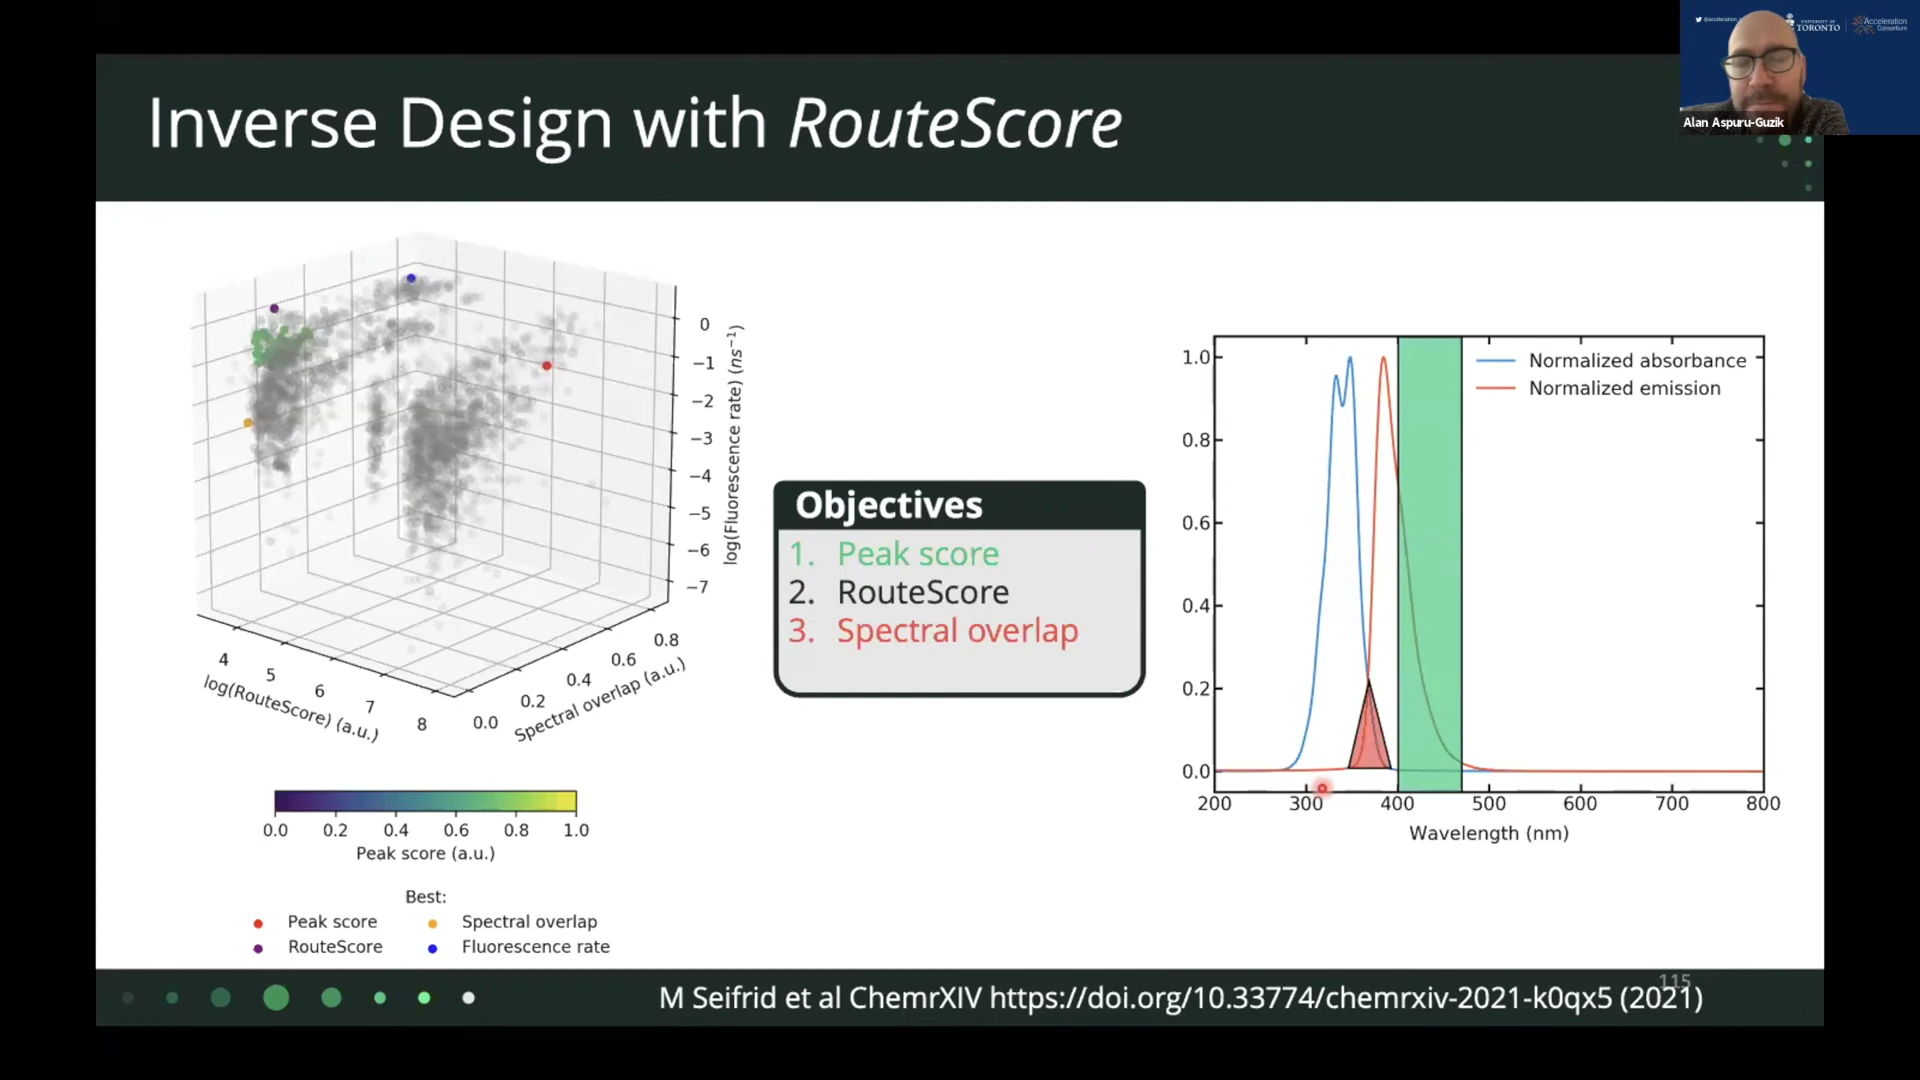 @acceleration_c
UNIVERSITY OF
TORONTO
Acceleration
Consortium
Alan Aspuru-Guzik
Inverse Design with RouteScore
0
−1
−2
−3
−4
−5
−6
−7
log(Fluorescence rate) (ns⁻¹)
4
5
6
7
8
log(RouteScore) (a.u.)
0.0
0.2
0.4
0.6
0.8
Spectral overlap (a.u.)
0.0 0.2 0.4 0.6 0.8 1.0
Peak score (a.u.)
Best:
Peak score
Spectral overlap
RouteScore
Fluorescence rate
Objectives
1. Peak score
2. RouteScore
3. Spectral overlap
Normalized absorbance
Normalized emission
1.0
0.8
0.6
0.4
0.2
0.0
200 300 400 500 600 700 800
Wavelength (nm)
115
M Seifrid et al ChemrXIV https://doi.org/10.33774/chemrxiv-2021-k0qx5 (2021)